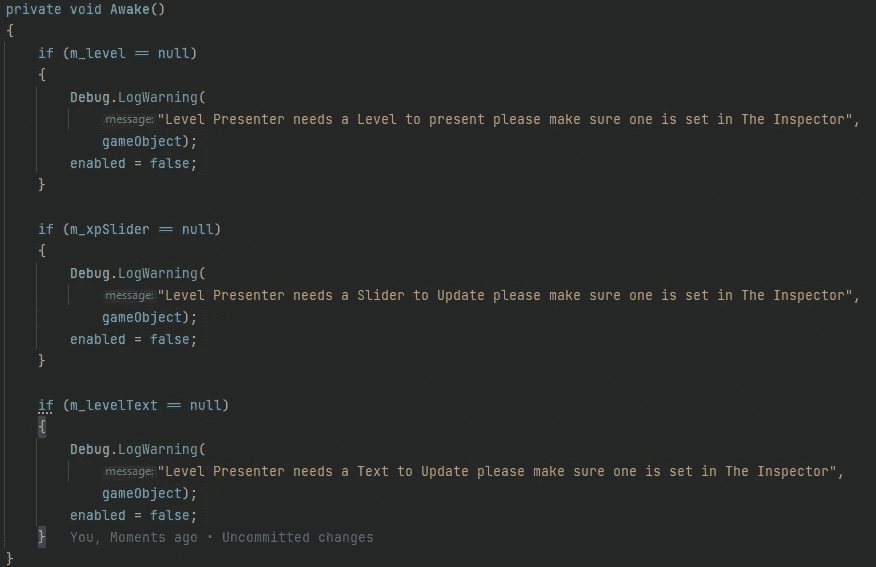 private void Awake()
{
if (m_level == null)
{
Debug.LogWarning(
message: "Level Presenter needs a Level to present please make sure one is set in The Inspector",
gameObject);
enabled = false;
}
if (m_xpSlider == null)
{
Debug.LogWarning(
message: "Level Presenter needs a Slider to Update please make sure one is set in The Inspector",
gameObject);
enabled = false;
}
if (m_levelText == null)
{
Debug.LogWarning(
message: "Level Presenter needs a Text to Update please make sure one is set in The Inspector",
gameObject);
enabled = false;
} You, Moments ago • Uncommitted changes
}